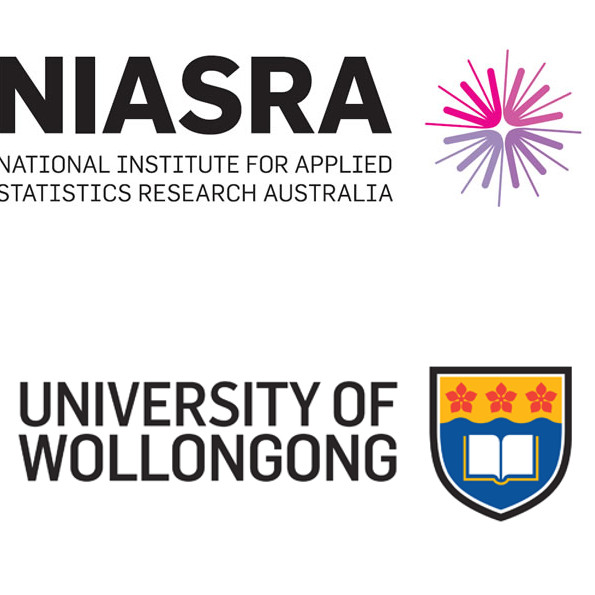 NIASRA
NATIONAL INSTITUTE FOR APPLIED
STATISTICS RESEARCH AUSTRALIA
UNIVERSITY OF
WOLLONGONG